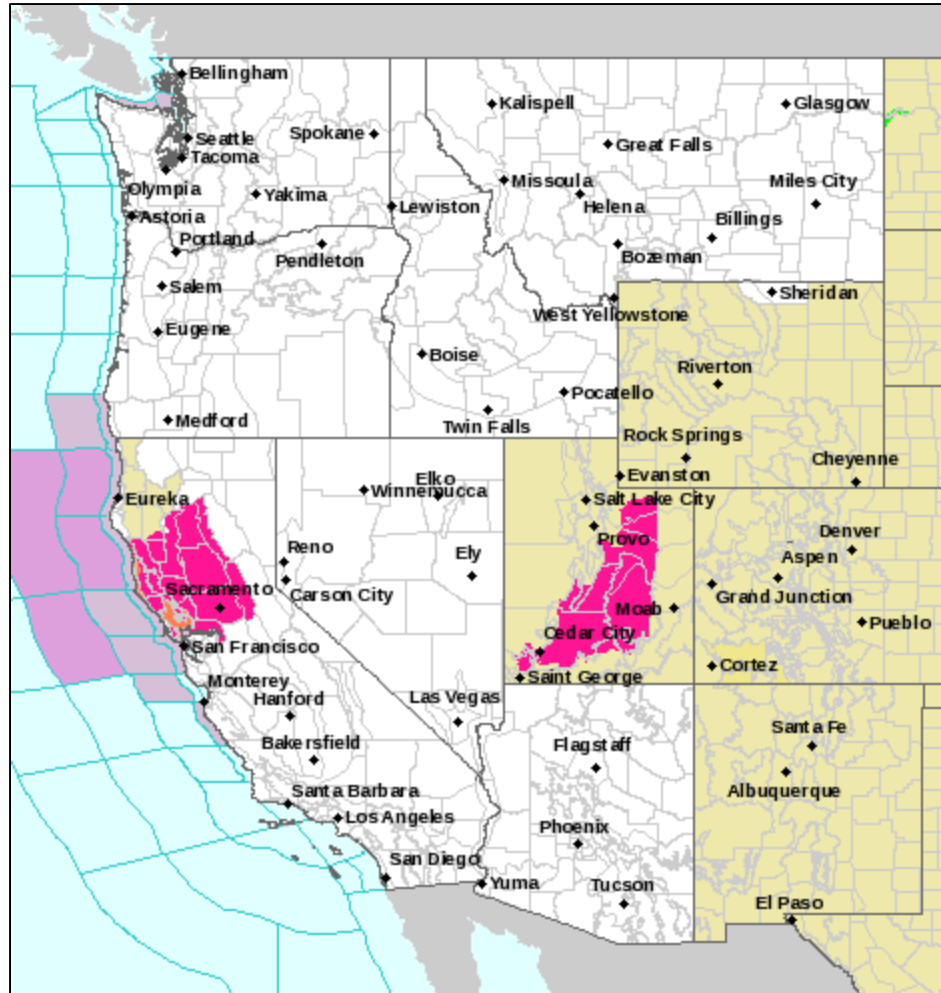 Bellingham
Kalispell
Glasgow
Seattle
Spokane
Great Falls
Tacoma
Missoula
Miles City
Olympia
Yakima
Lewiston
Helena
Astoria
Billings
Portland
Pendleton
Bozeman
Salem
Sheridan
West Yellowstone
Eugene
Boise
Riverton
Pocatello
Medford
Twin Falls
Rock Springs
Cheyenne
Elko
Evanston
Winnemucca
Eureka
Salt Lake City
Denver
Provo
Reno
Ely
Aspen
Sacramento
Carson City
Grand Junction
Moab
Pueblo
Cedar City
San Francisco
Cortez
Saint George
Monterey
Hanford
Las Vegas
Santa Fe
Bakersfield
Flagstaff
Albuquerque
Santa Barbara
Los Angeles
Phoenix
San Diego
Yuma
Tucson
El Paso